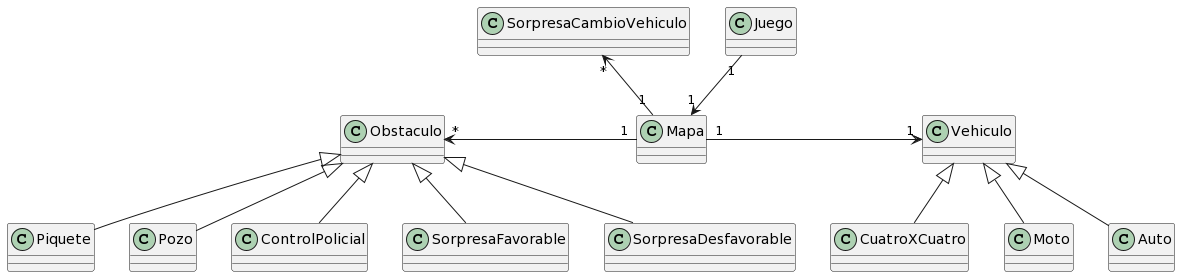 C SorpresaCambioVehiculo
C Juego
* 1
1 1
C Obstaculo
* 1
C Mapa
1 1
C Vehiculo
C Piquete
C Pozo
C ControlPolicial
C SorpresaFavorable
C SorpresaDesfavorable
C CuatroXCuatro
C Moto
C Auto